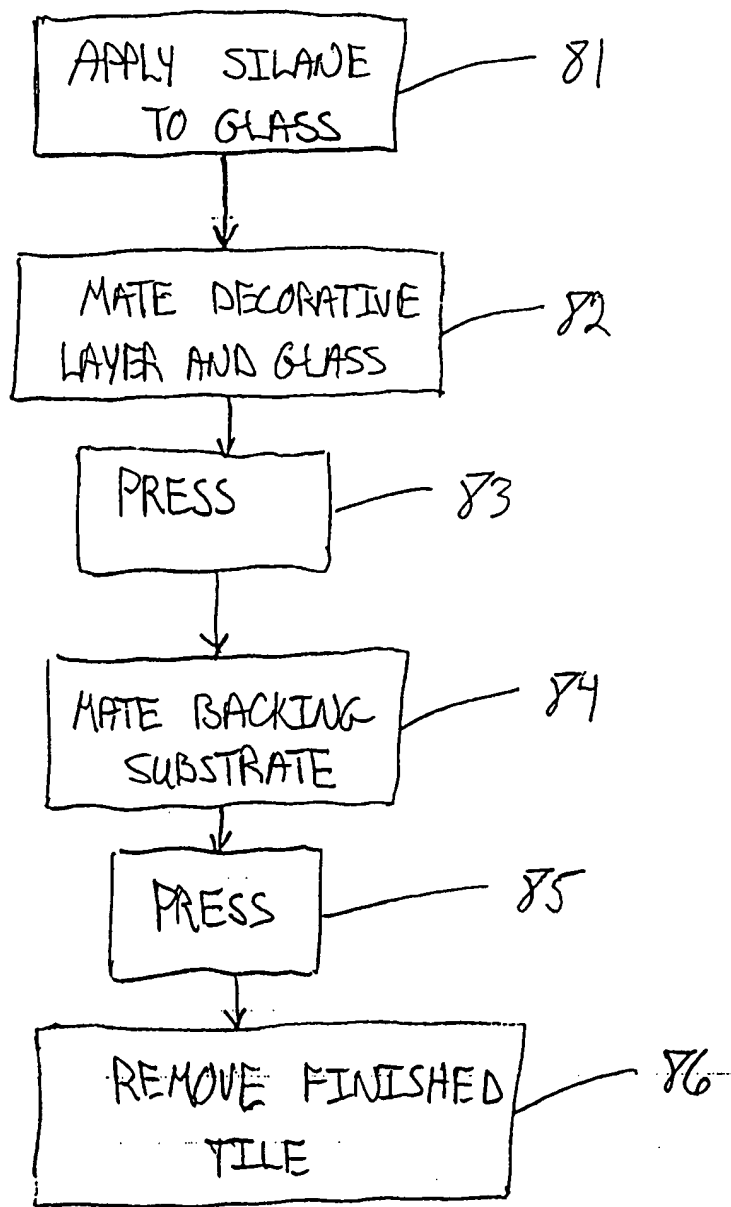 APPLY SILANE
TO GLASS
81
MATE DECORATIVE
LAYER AND GLASS
82
PRESS
83
MATE BACKING
SUBSTRATE
84
PRESS
85
REMOVE FINISHED
TILE
86